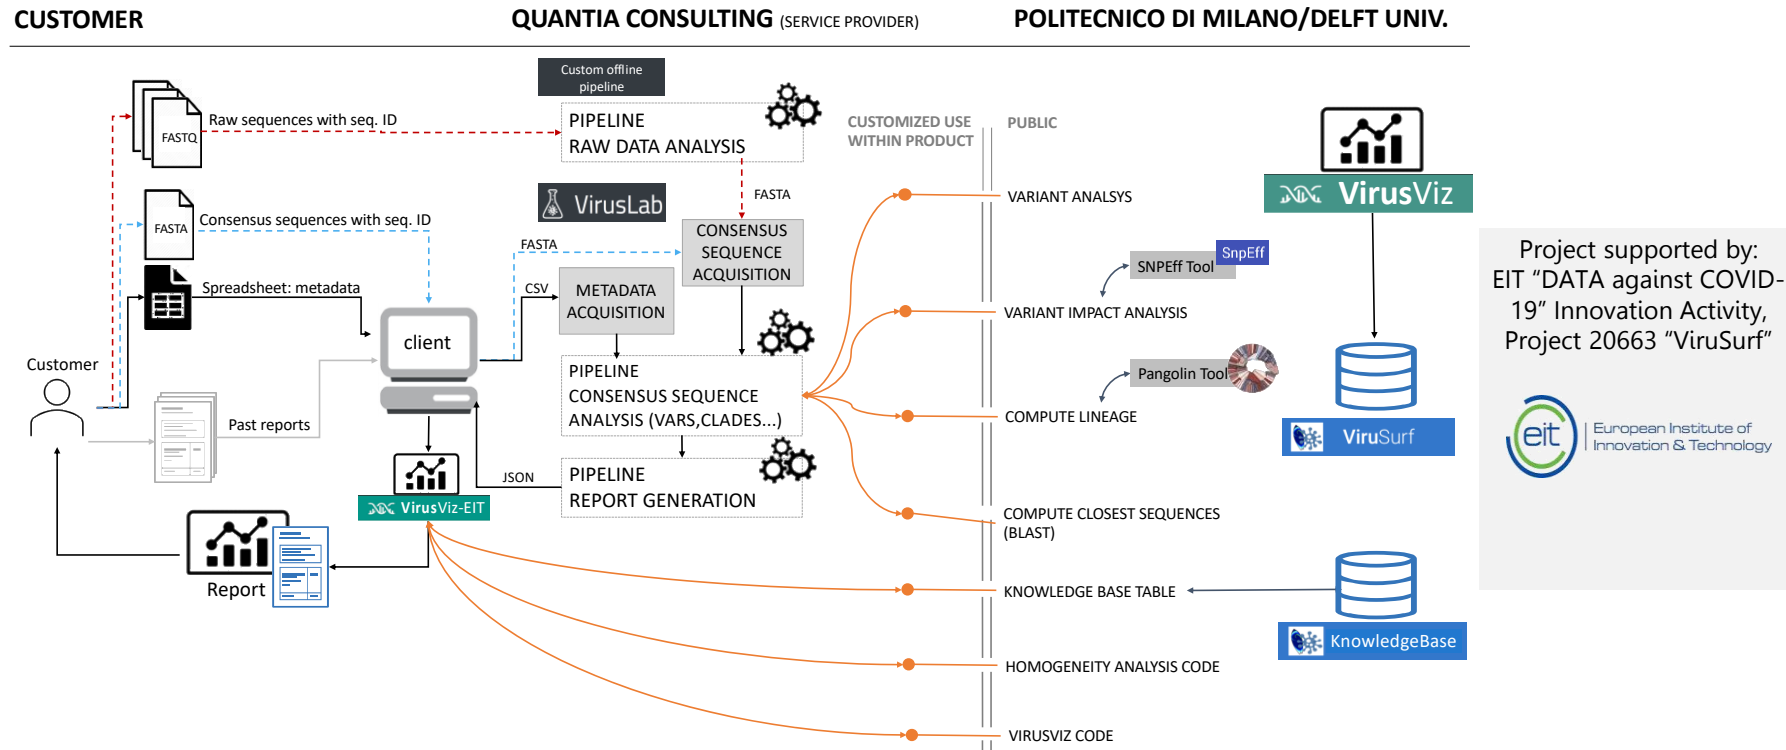 CUSTOMER
QUANTIA CONSULTING (SERVICE PROVIDER)
POLITECNICO DI MILANO/DELFT UNIV.
Custom offline
pipeline
FASTQ
Raw sequences with seq. ID
PIPELINE
RAW DATA ANALYSIS
CUSTOMIZED USE
WITHIN PRODUCT
PUBLIC
FASTA
VirusLab
VARIANT ANALSYS
VirusViz
FASTA
Consensus sequences with seq. ID
FASTA
CONSENSUS
SEQUENCE
ACQUISITION
SNPEff Tool
SnpEff
Spreadsheet: metadata
CSV
METADATA
ACQUISITION
VARIANT IMPACT ANALYSIS
client
Customer
PIPELINE
CONSENSUS SEQUENCE
ANALYSIS (VARS,CLADES...)
Pangolin Tool
COMPUTE LINEAGE
Past reports
ViruSurf
JSON
PIPELINE
REPORT GENERATION
VirusViz-EIT
COMPUTE CLOSEST SEQUENCES
(BLAST)
Report
KNOWLEDGE BASE TABLE
KnowledgeBase
HOMOGENEITY ANALYSIS CODE
VIRUSVIZ CODE
Project supported by:
EIT “DATA against COVID-
19” Innovation Activity,
Project 20663 “ViruSurf”
eit
European Institute of
Innovation & Technology